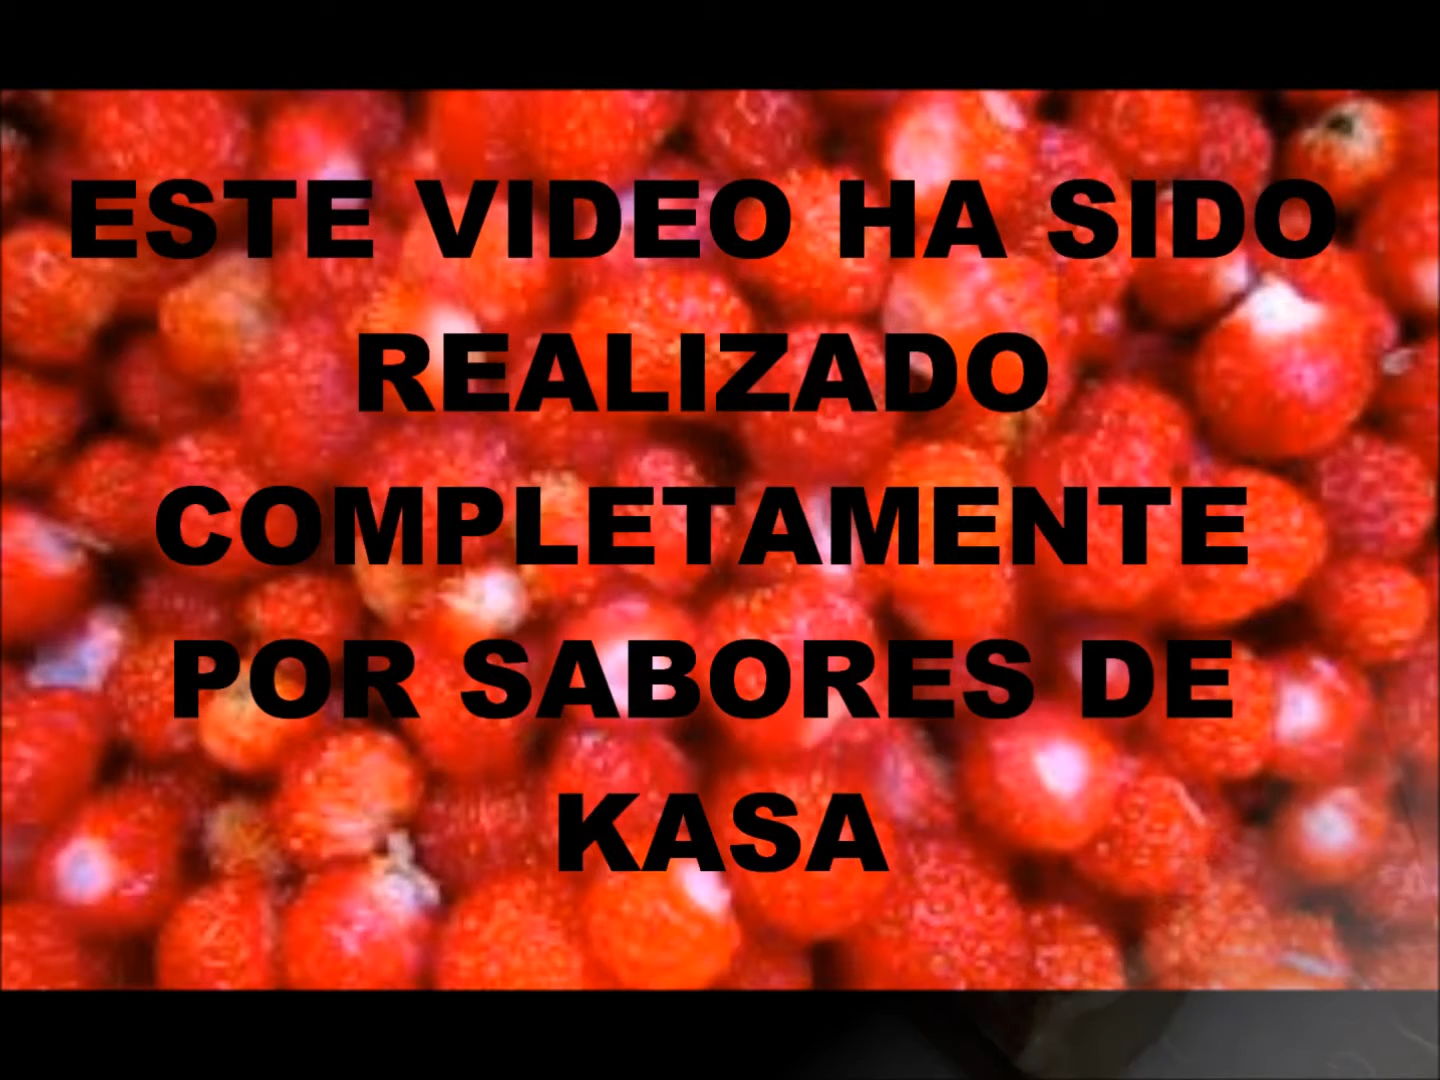 ESTE VIDEO HA SIDO
REALIZADO
COMPLETAMENTE
POR SABORES DE
KASA